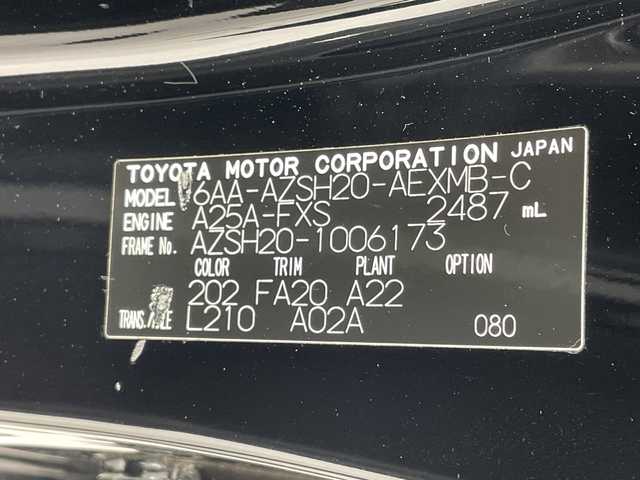 TOYOTA MOTOR CORPORATION JAPAN
MODEL 6AA-AZSH20-AEXMB-C
ENGINE A25A-FXS 2487 mL
FRAME No. AZSH20-1006173
COLOR TRIM PLANT OPTION
202 FA20 A22
TRANS. L210 A02A 080